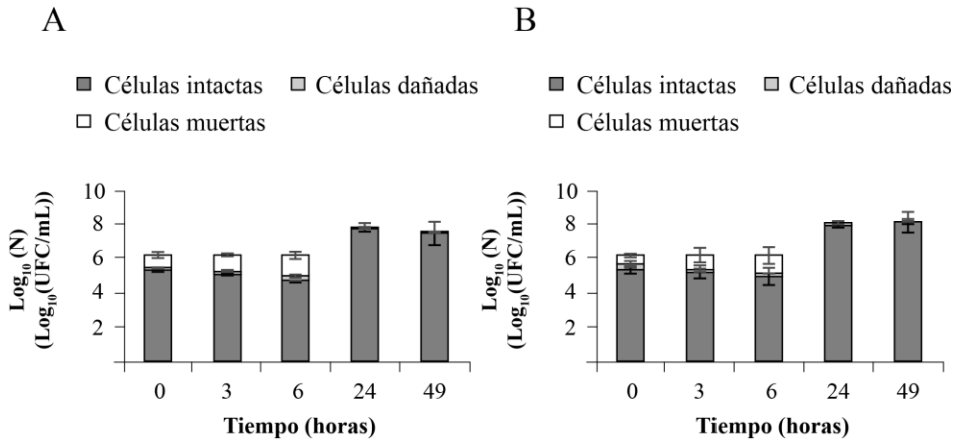 A
Células intactas Células dañadas
Células muertas
Log10 (N)
(Log10(UFC/mL))
10
8
6
4
2
0 3 6 24 49
Tiempo (horas)
B
Células intactas Células dañadas
Células muertas
Log10 (N)
(Log10(UFC/mL))
10
8
6
4
2
0 3 6 24 49
Tiempo (horas)